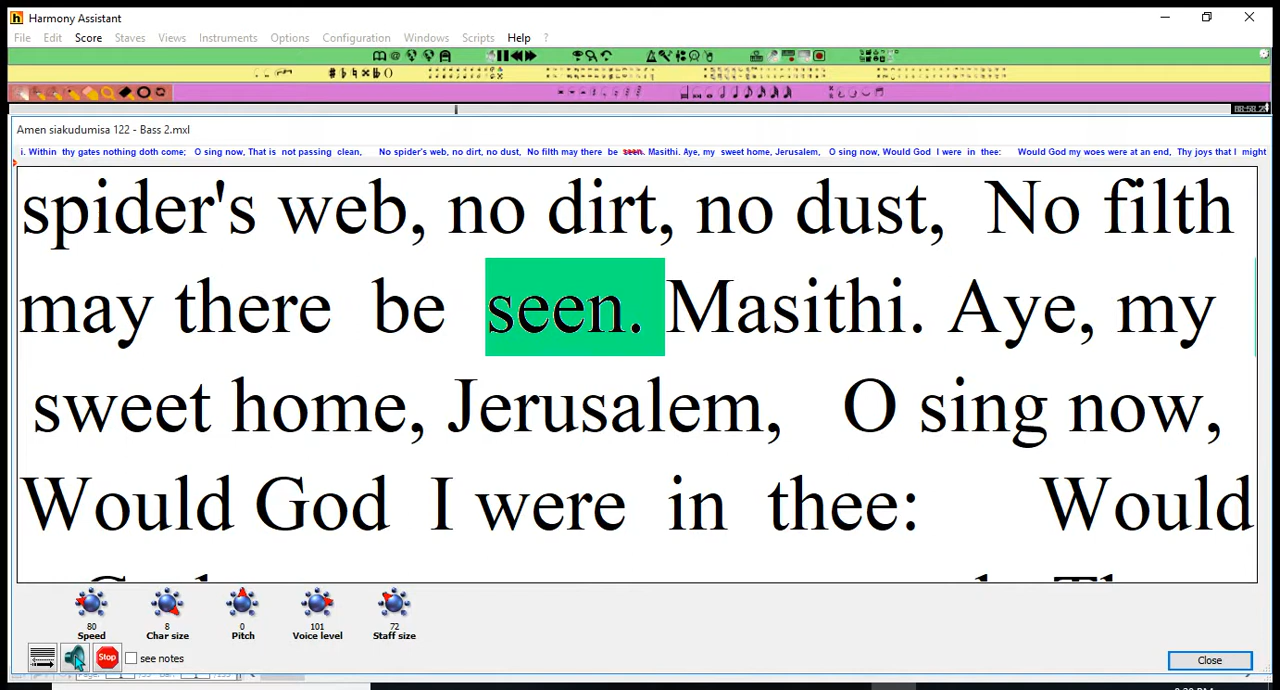 Harmony Assistant
File Edit Score Staves Views Instruments Options Configuration Windows Scripts Help ?
Amen siakudumisa 122 - Bass 2.mxl
i. Within thy gates nothing doth come; O sing now, That is not passing clean, No spider's web, no dirt, no dust, No filth may there be seen. Masithi. Aye, my sweet home, Jerusalem, O sing now, Would God I were in thee: Would God my woes were at an end, Thy joys that I might
spider's web, no dirt, no dust, No filth
may there be seen. Masithi. Aye, my
sweet home, Jerusalem, O sing now,
Would God I were in thee: Would
80 8 0 101 72
Speed Char size Pitch Voice level Staff size
Stop see notes Close